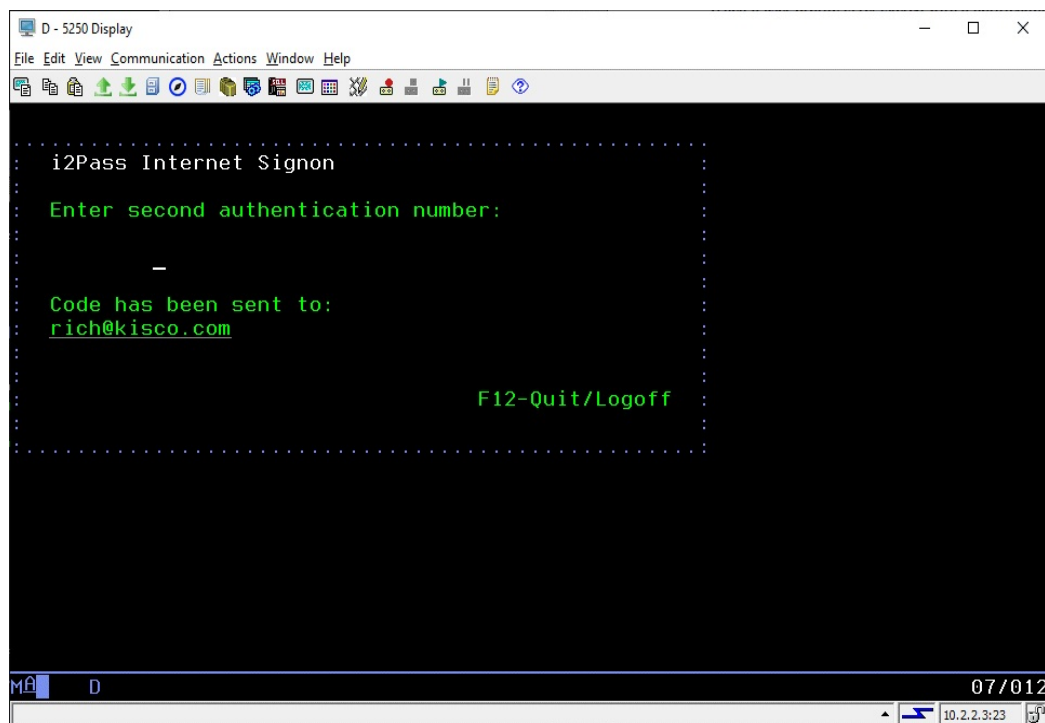 D - 5250 Display
File Edit View Communication Actions Window Help
i2Pass Internet Signon
Enter second authentication number:
Code has been sent to:
rich@kisco.com
F12-Quit/Logoff
MA D 07/012
10.2.2.3:23